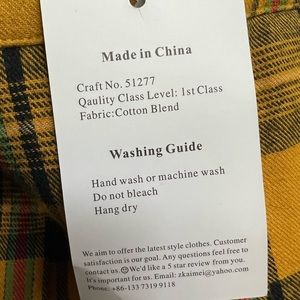 Made in China
Craft No. 51277
Qaulity Class Level: 1st Class
Fabric:Cotton Blend
Washing Guide
Hand wash or machine wash
Do not bleach
Hang dry
We aim to offer the latest style clothes. Customer
satisfaction is our goal. Any questions feel free to
contact us.😊We'd like a 5 star review from you.
It's important for us. Email: zkaimei@yahoo.com
Phone: +86-133 7319 9118